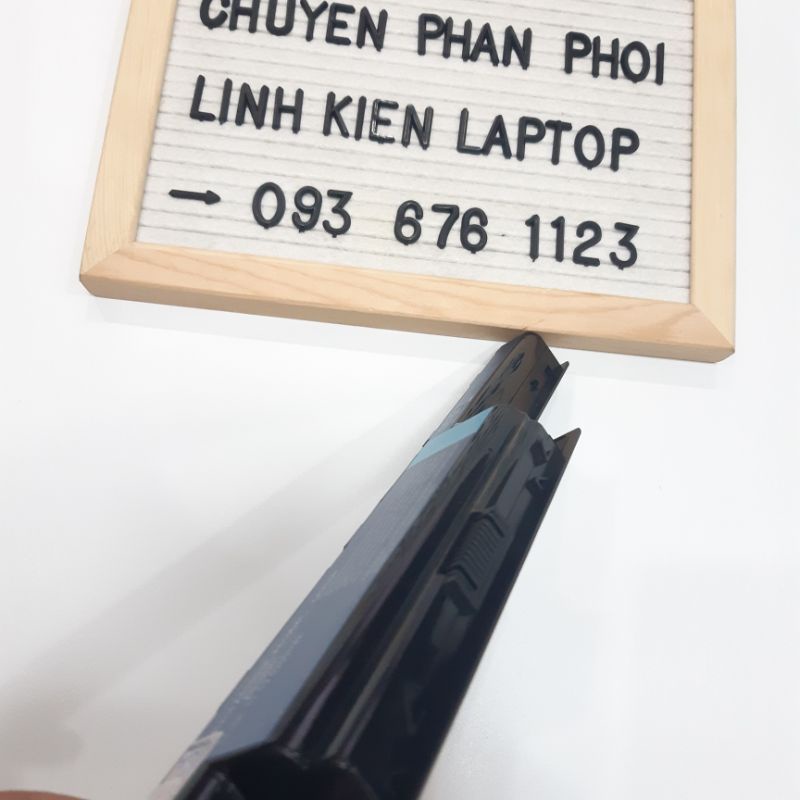 CHUYEN PHAN PHOI
LINH KIEN LAPTOP
→ 093 676 1123